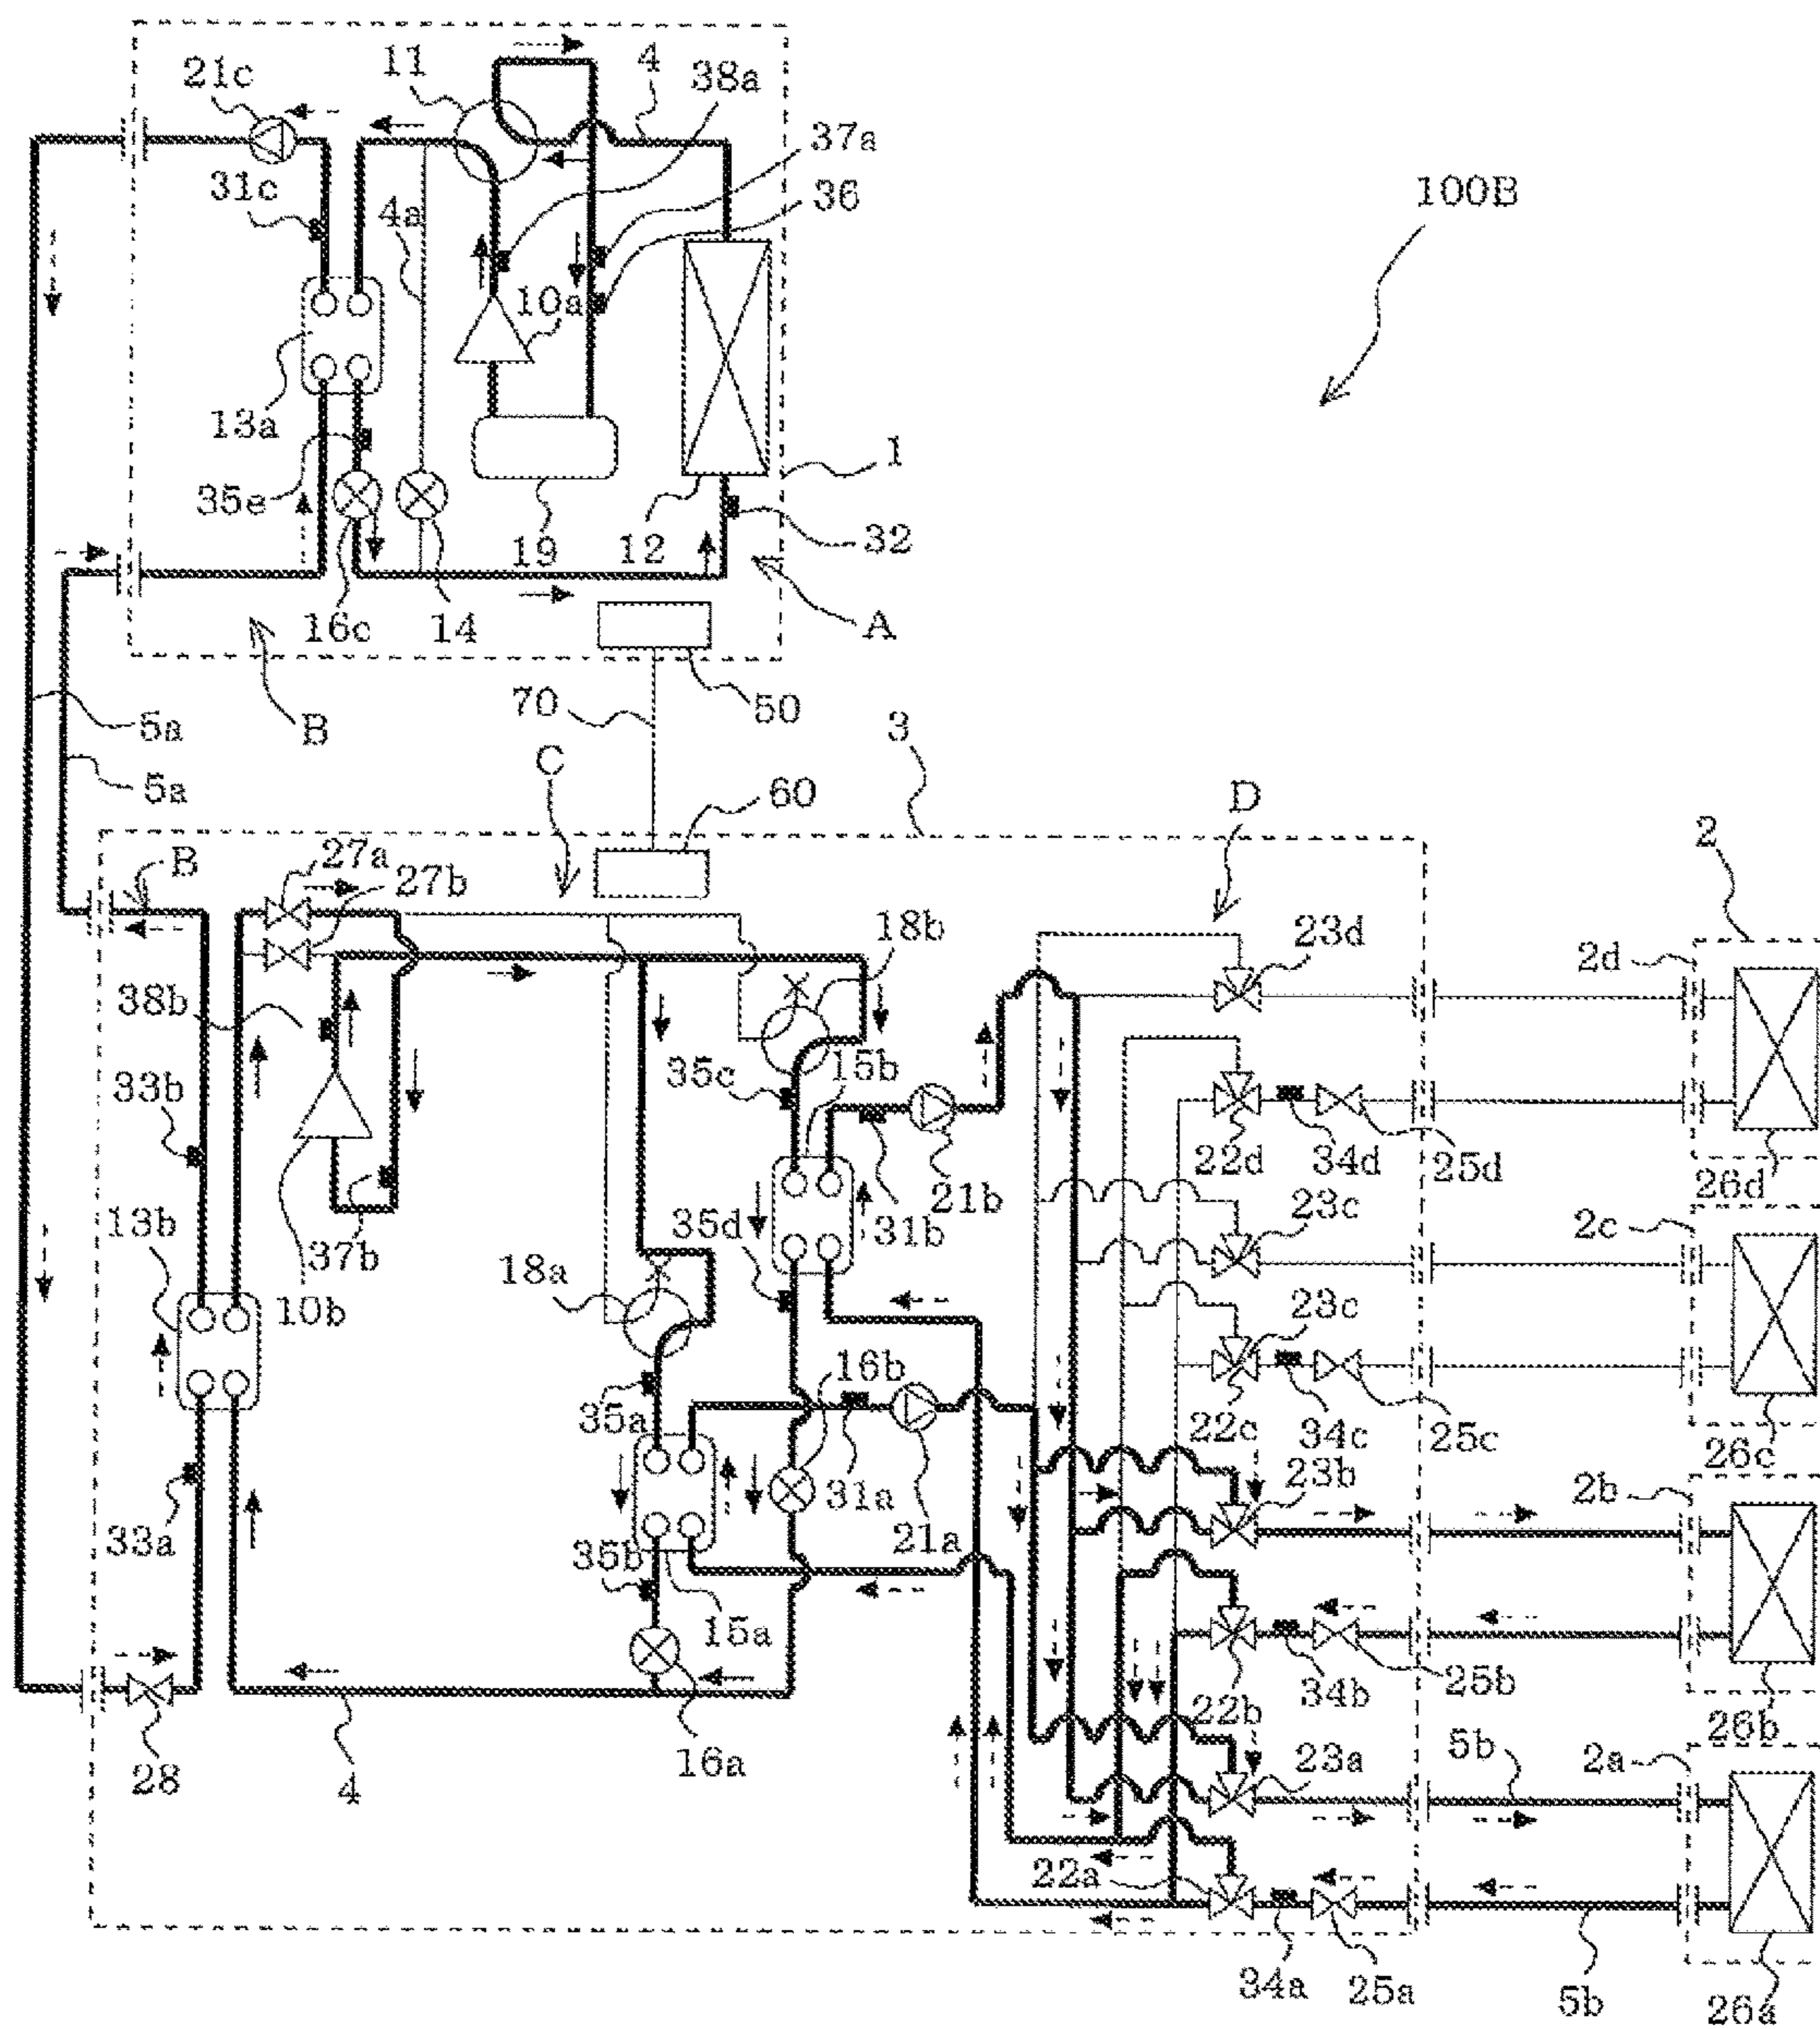 11
4
38a
21c
37a
31c
36
100B
4a
10a
13a
1
35e
19
12
32
16c
14
A
B
70
50
5a
3
C
5a
60
D
2
B
27a
27b
18b
23d
2d
38b
35c
15b
33b
22d
34d
25d
21b
26d
13b
35d
31b
23c
2c
37b
18a
10b
23c
16b
35a
22c
34c
25c
26c
23b
2b
31a
33a
35b
21a
15a
22b
34b
25b
26b
28
4
16a
23a
5b
2a
22a
34a
25a
5b
26a